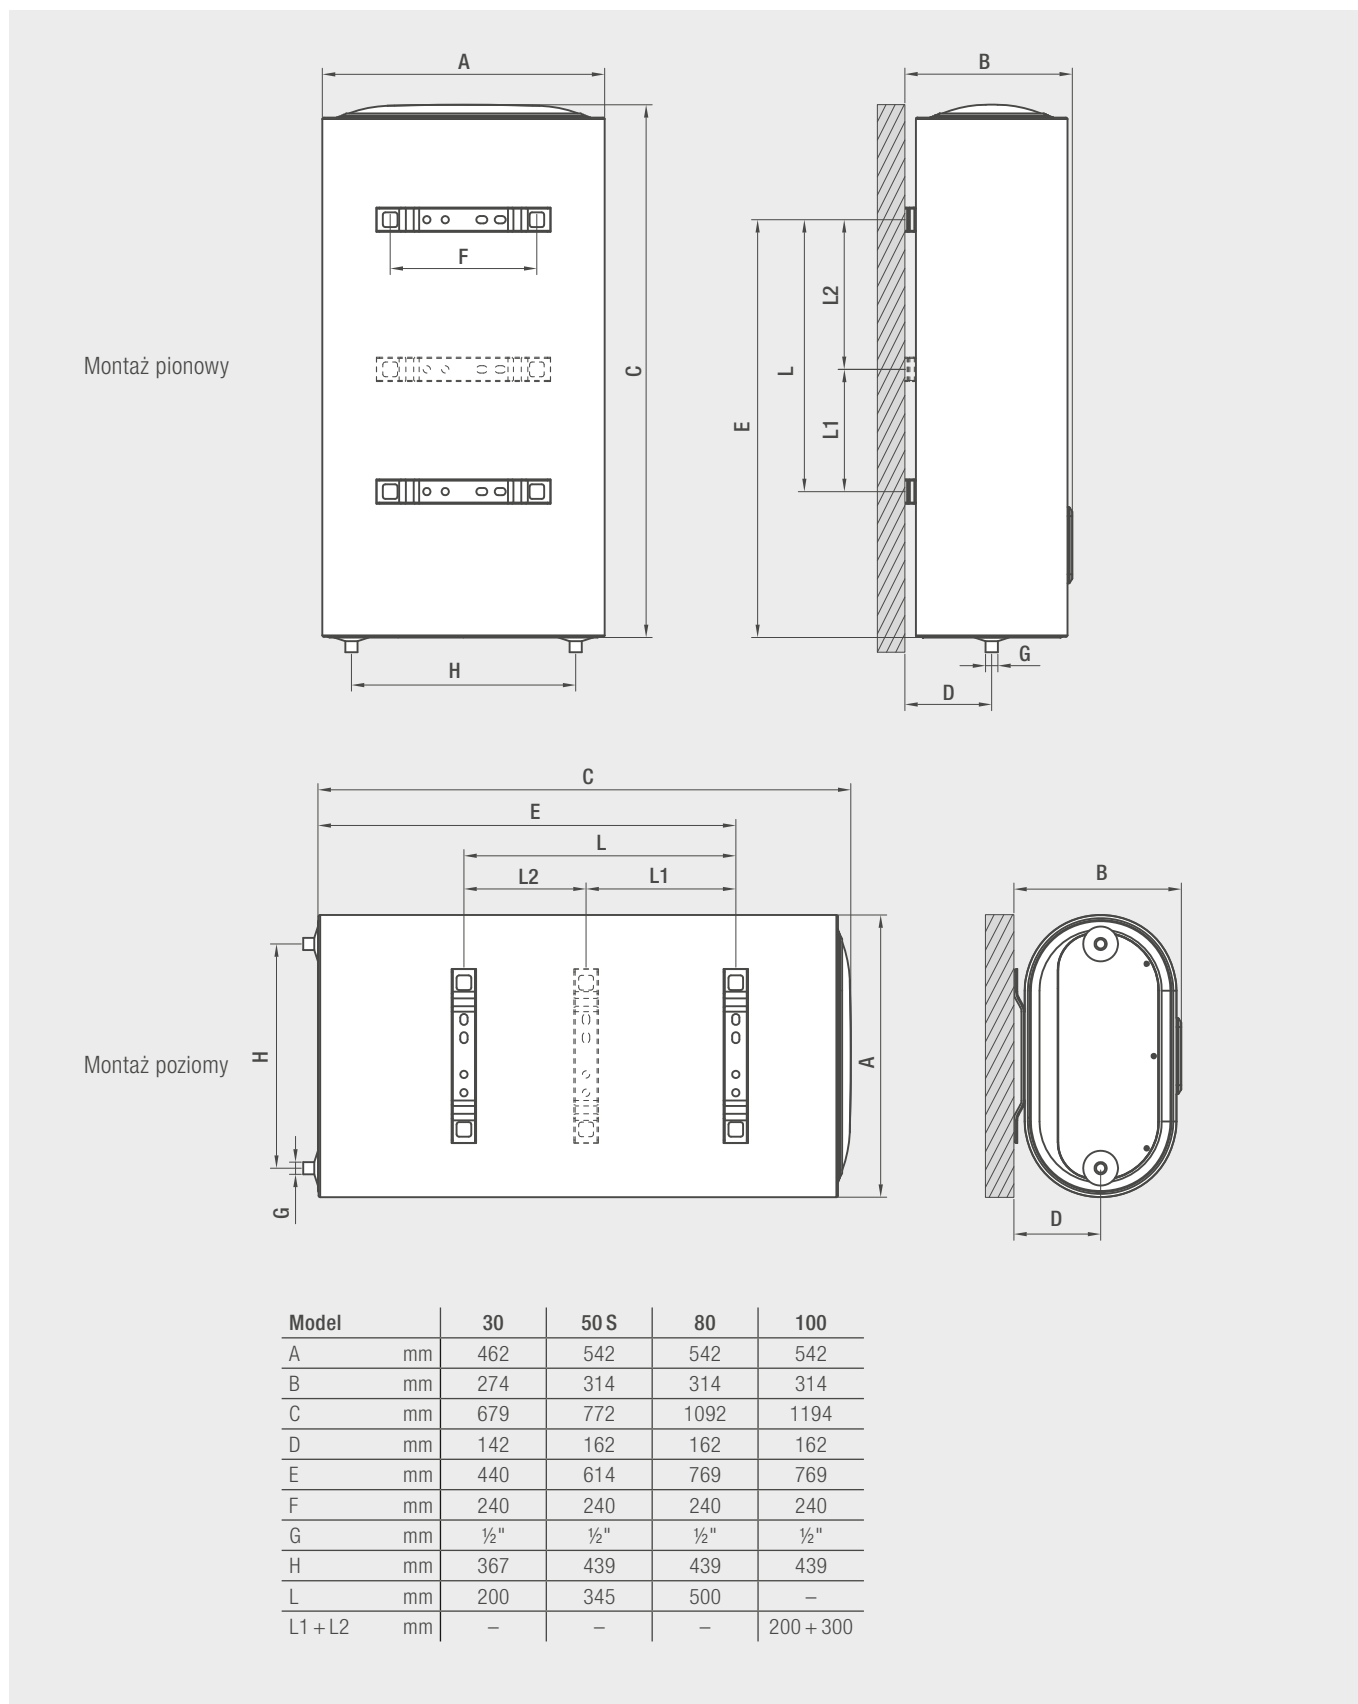 A
B
F
L2
Montaż pionowy
C
L
E
L1
H
G
D
C
E
L
L2 L1
B
Montaż poziomy
H
A
G
D
Model 30 50 S 80 100
A mm 462 542 542 542
B mm 274 314 314 314
C mm 679 772 1092 1194
D mm 142 162 162 162
E mm 440 614 769 769
F mm 240 240 240 240
G mm ½" ½" ½" ½"
H mm 367 439 439 439
L mm 200 345 500 –
L1 + L2 mm – – – 200 + 300